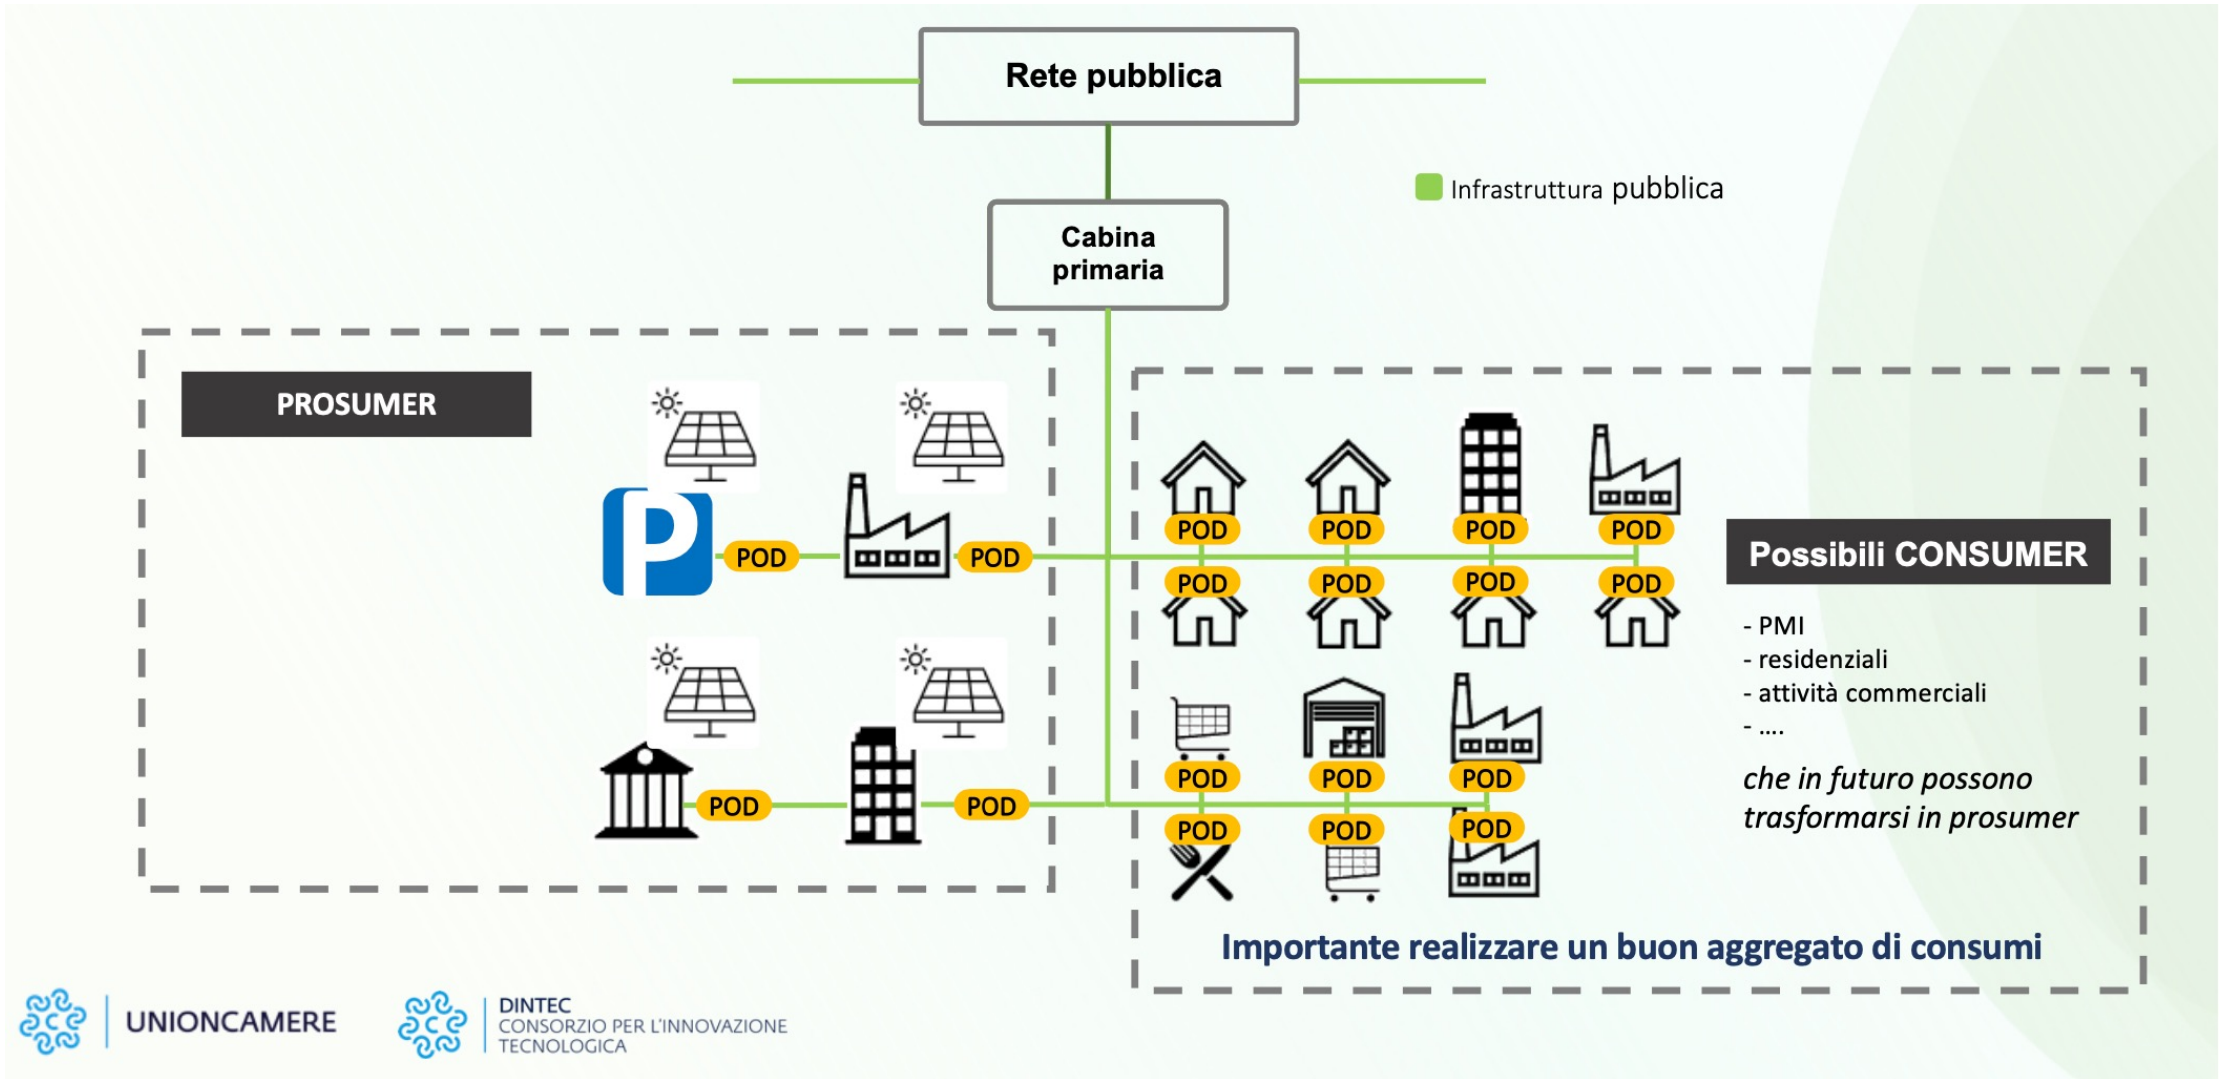 Rete pubblica
Infrastruttura pubblica
Cabina
primaria
PROSUMER
P
POD
POD
POD
POD
POD
POD
POD
POD
POD
POD
Possibili CONSUMER
- PMI
- residenziali
- attività commerciali
- ....
che in futuro possono
trasformarsi in prosumer
POD
POD
POD
POD
POD
POD
POD
POD
Importante realizzare un buon aggregato di consumi
UNIONCAMERE
DINTEC
CONSORZIO PER L'INNOVAZIONE
TECNOLOGICA